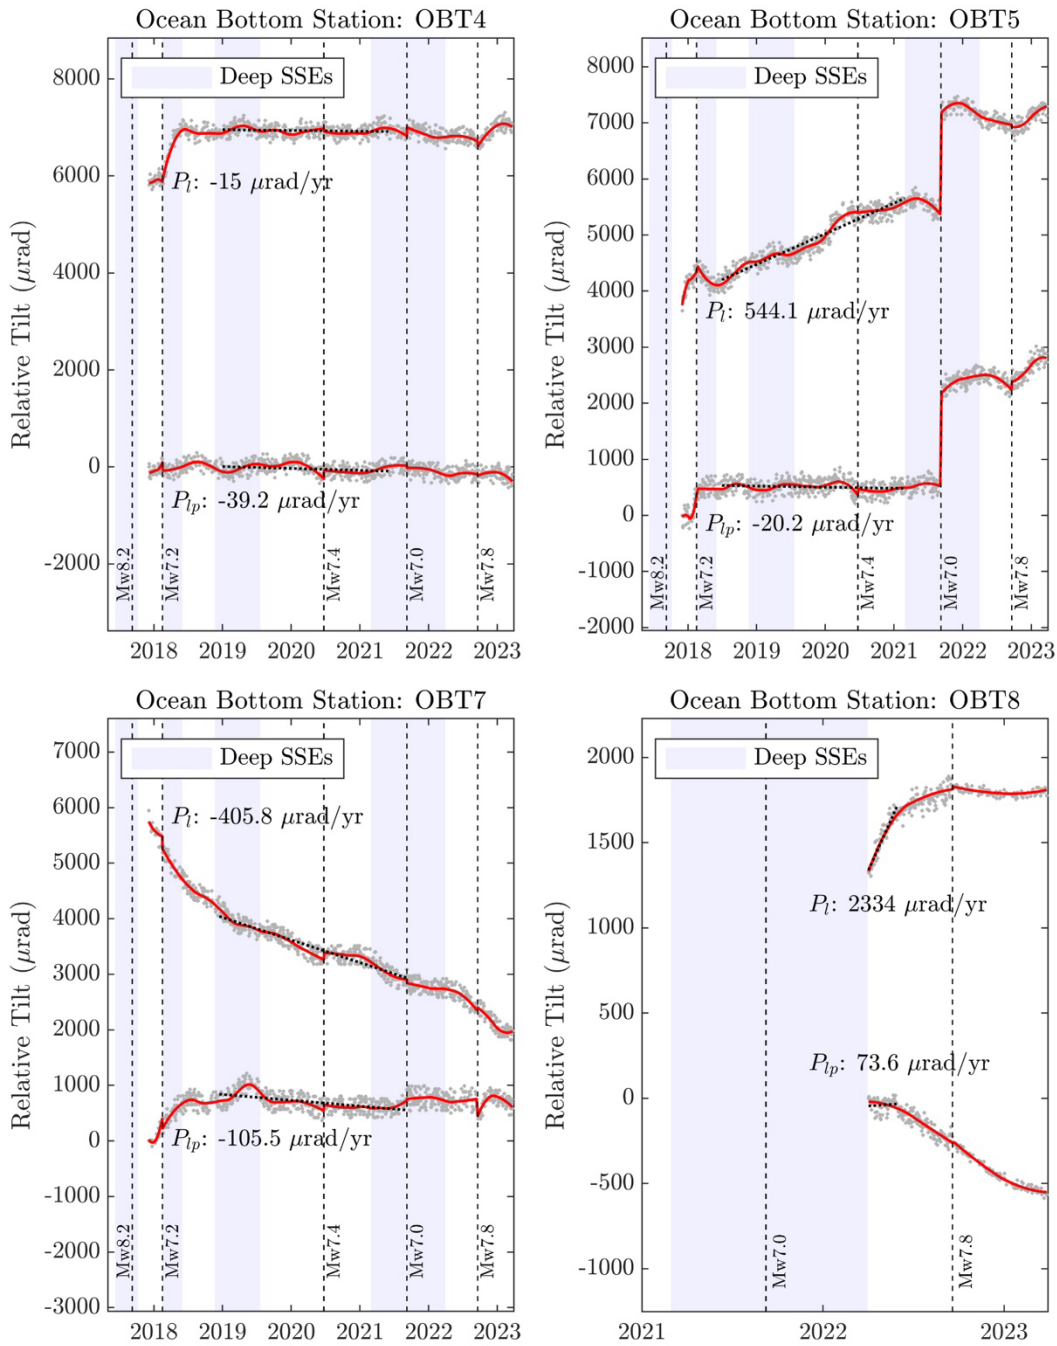 Ocean Bottom Station: OBT4
Deep SSEs
8000
6000
4000
2000
0
-2000
Relative Tilt (μrad)
P_l: -15 μrad/yr
P_lp: -39.2 μrad/yr
Mw8.2
Mw7.2
Mw7.4
Mw7.0
Mw7.8
2018 2019 2020 2021 2022 2023
Ocean Bottom Station: OBT5
Deep SSEs
8000
7000
6000
5000
4000
3000
2000
1000
0
-1000
-2000
Relative Tilt (μrad)
P_l: 544.1 μrad/yr
P_lp: -20.2 μrad/yr
Mw8.2
Mw7.2
Mw7.4
Mw7.0
Mw7.8
2018 2019 2020 2021 2022 2023
Ocean Bottom Station: OBT7
Deep SSEs
7000
6000
5000
4000
3000
2000
1000
0
-1000
-2000
-3000
Relative Tilt (μrad)
P_l: -405.8 μrad/yr
P_lp: -105.5 μrad/yr
Mw8.2
Mw7.2
Mw7.4
Mw7.0
Mw7.8
2018 2019 2020 2021 2022 2023
Ocean Bottom Station: OBT8
Deep SSEs
2000
1500
1000
500
0
-500
-1000
Relative Tilt (μrad)
P_l: 2334 μrad/yr
P_lp: 73.6 μrad/yr
Mw7.0
Mw7.8
2021 2022 2023